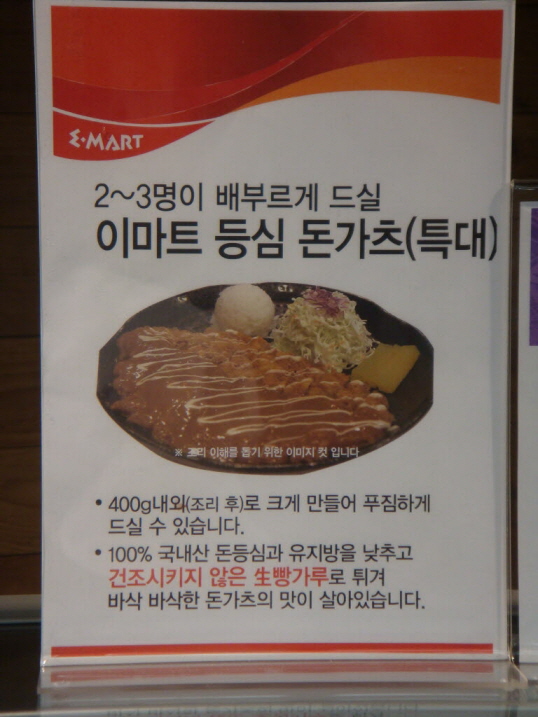 E·MART
2~3명이 배부르게 드실
이마트 등심 돈가츠(특대)
※ 조리 이해를 돕기 위한 이미지 컷 입니다
• 400g내외(조리 후)로 크게 만들어 푸짐하게
드실 수 있습니다.
• 100% 국내산 돈등심과 유지방을 낮추고
건조시키지 않은 生빵가루로 튀겨
바삭 바삭한 돈가츠의 맛이 살아있습니다.